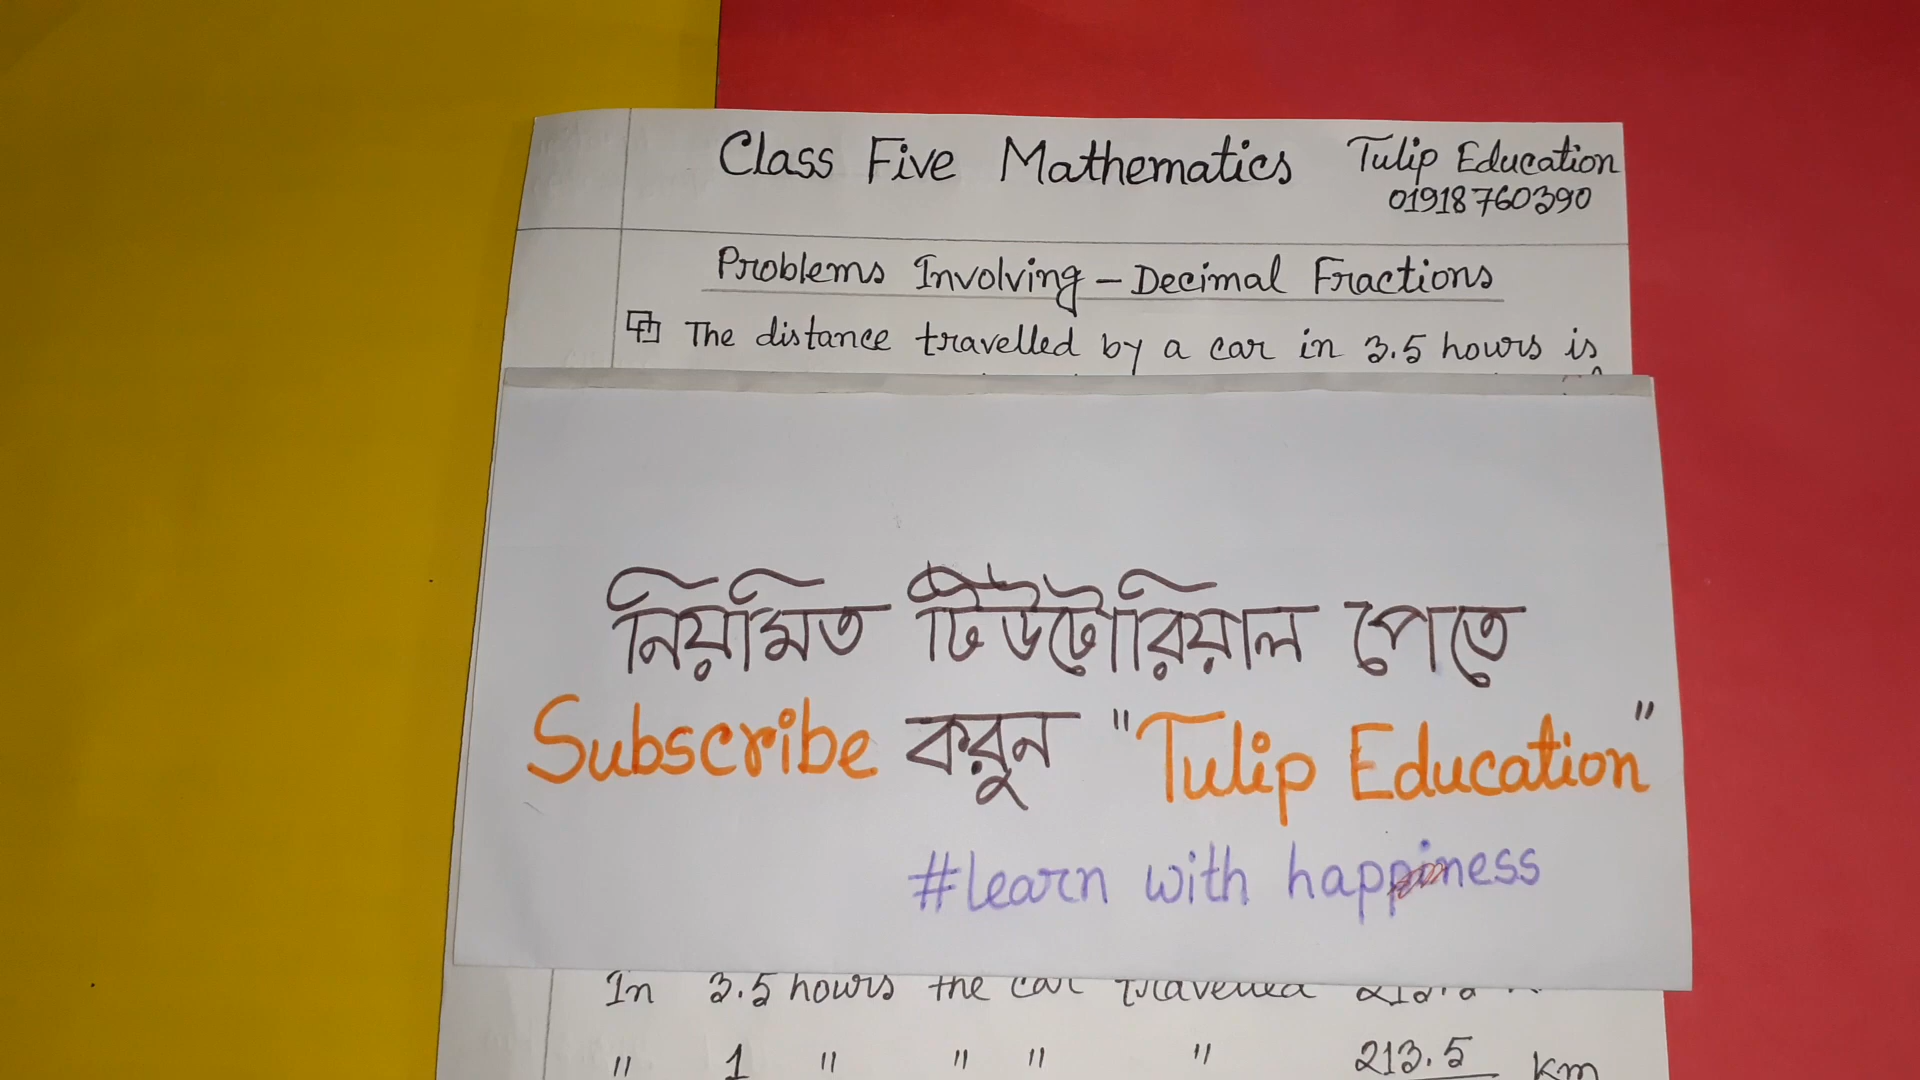 Class Five Mathematics Tulip Education
01918760390
Problems Involving – Decimal Fractions
The distance travelled by a car in 3.5 hours is
নিয়মিত টিউটোরিয়াল পেতে
Subscribe করুন "Tulip Education"
#learn with happiness
In 3.5 hours the car travelled
" 1 " " " " 213.5 km